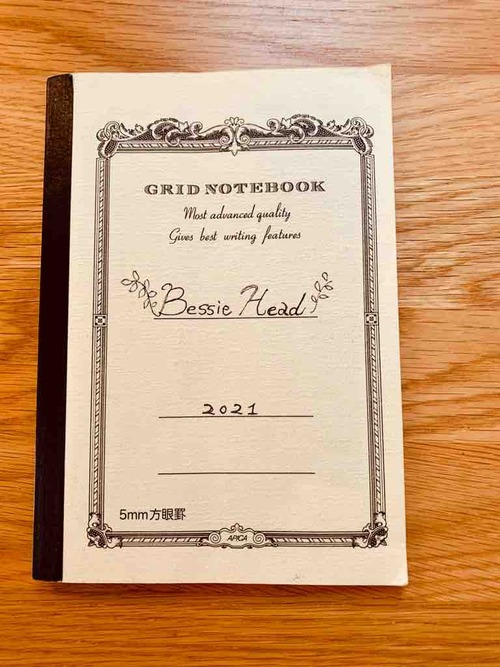 GRID NOTEBOOK
Most advanced quality
Gives best writing features
Bessie Head
2021
5mm方眼罫
APICA